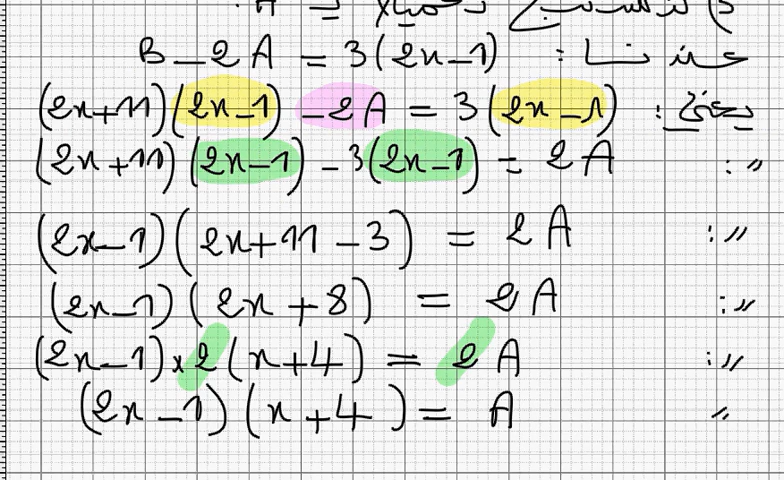 B - 2A = 3(2x-1) عندنا :
(2x+11)(2x-1) - 2A = 3(2x-1) يعني :
(2x+11)(2x-1) - 3(2x-1) = 2A " :
(2x-1)(2x+11-3) = 2A " :
(2x-1)(2x+8) = 2A " :
(2x-1)×2(x+4) = 2A " :
(2x-1)(x+4) = A "